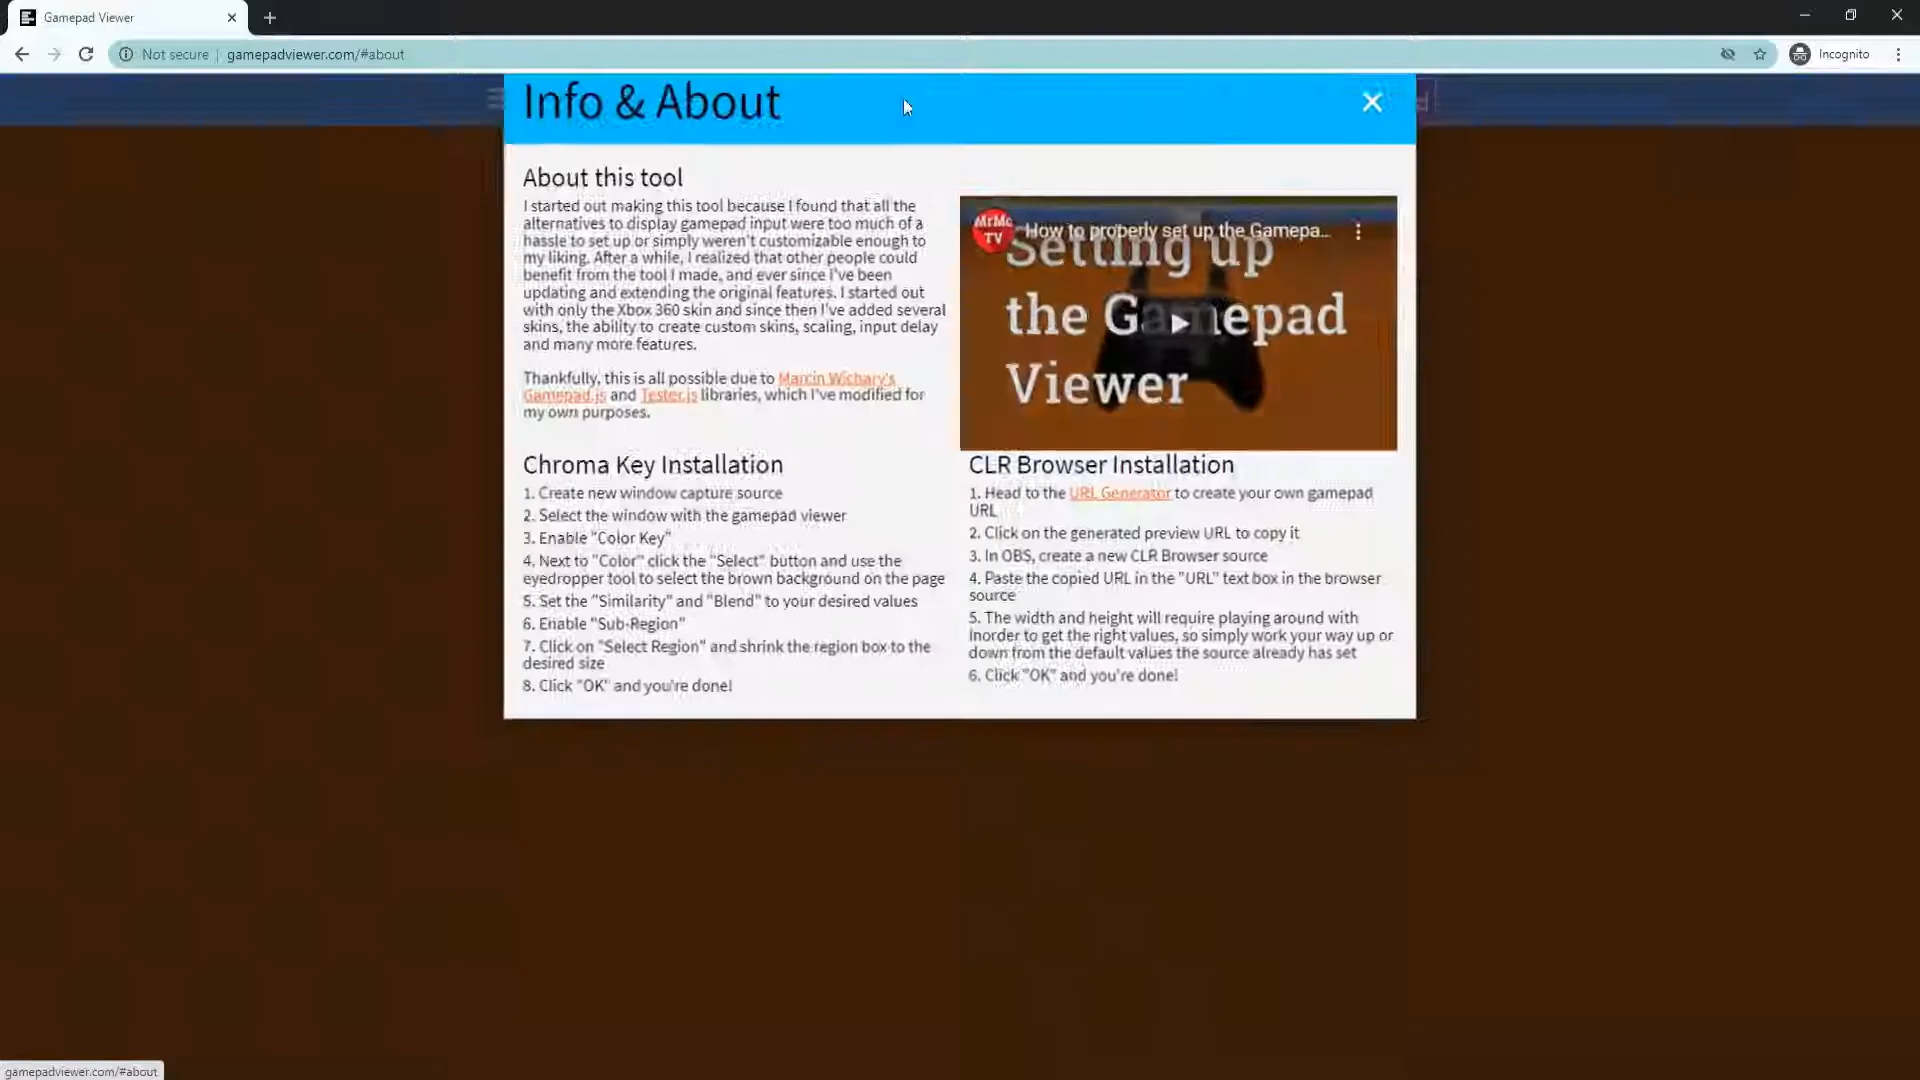 Gamepad Viewer
Not secure | gamepadviewer.com/#about
Incognito
Info & About
About this tool
I started out making this tool because I found that all the
alternatives to display gamepad input were too much of a
hassle to set up or simply weren't customizable enough to
my liking. After a while, I realized that other people could
benefit from the tool I made, and ever since I've been
updating and extending the original features. I started out
with only the Xbox 360 skin and since then I've added several
skins, the ability to create custom skins, scaling, input delay
and many more features.
Thankfully, this is all possible due to Marcin Wichary's
Gamepad.js and Tester.js libraries, which I've modified for
my own purposes.
MrMc
TV
How to properly set up the Gamepa...
Setting up
the Gamepad
Viewer
Chroma Key Installation
1. Create new window capture source
2. Select the window with the gamepad viewer
3. Enable "Color Key"
4. Next to "Color" click the "Select" button and use the
eyedropper tool to select the brown background on the page
5. Set the "Similarity" and "Blend" to your desired values
6. Enable "Sub-Region"
7. Click on "Select Region" and shrink the region box to the
desired size
8. Click "OK" and you're done!
CLR Browser Installation
1. Head to the URL Generator to create your own gamepad
URL
2. Click on the generated preview URL to copy it
3. In OBS, create a new CLR Browser source
4. Paste the copied URL in the "URL" text box in the browser
source
5. The width and height will require playing around with
inorder to get the right values, so simply work your way up or
down from the default values the source already has set
6. Click "OK" and you're done!
gamepadviewer.com/#about